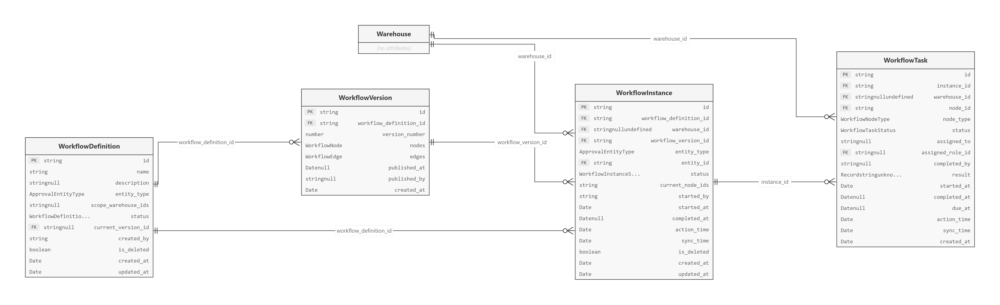 Warehouse
(no attributes)
warehouse_id
warehouse_id
WorkflowTask
PK string id
FK string instance_id
FK stringnullundefined warehouse_id
FK string node_id
WorkflowNodeType node_type
WorkflowTaskStatus status
stringnull assigned_to
FK stringnull assigned_role_id
stringnull completed_by
Recordstringunkno... result
Date started_at
Datenull completed_at
Datenull due_at
Date action_time
Date sync_time
Date created_at
WorkflowVersion
PK string id
FK string workflow_definition_id
number version_number
WorkflowNode nodes
WorkflowEdge edges
Datenull published_at
stringnull published_by
Date created_at
WorkflowInstance
PK string id
FK string workflow_definition_id
FK stringnullundefined warehouse_id
FK string workflow_version_id
ApprovalEntityType entity_type
FK string entity_id
WorkflowInstanceS... status
string current_node_ids
string started_by
Date started_at
Datenull completed_at
Date action_time
Date sync_time
boolean is_deleted
Date created_at
Date updated_at
WorkflowDefinition
PK string id
string name
stringnull description
ApprovalEntityType entity_type
stringnull scope_warehouse_ids
WorkflowDefinitio... status
FK stringnull current_version_id
string created_by
boolean is_deleted
Date created_at
Date updated_at
workflow_definition_id
workflow_version_id
instance_id
workflow_definition_id